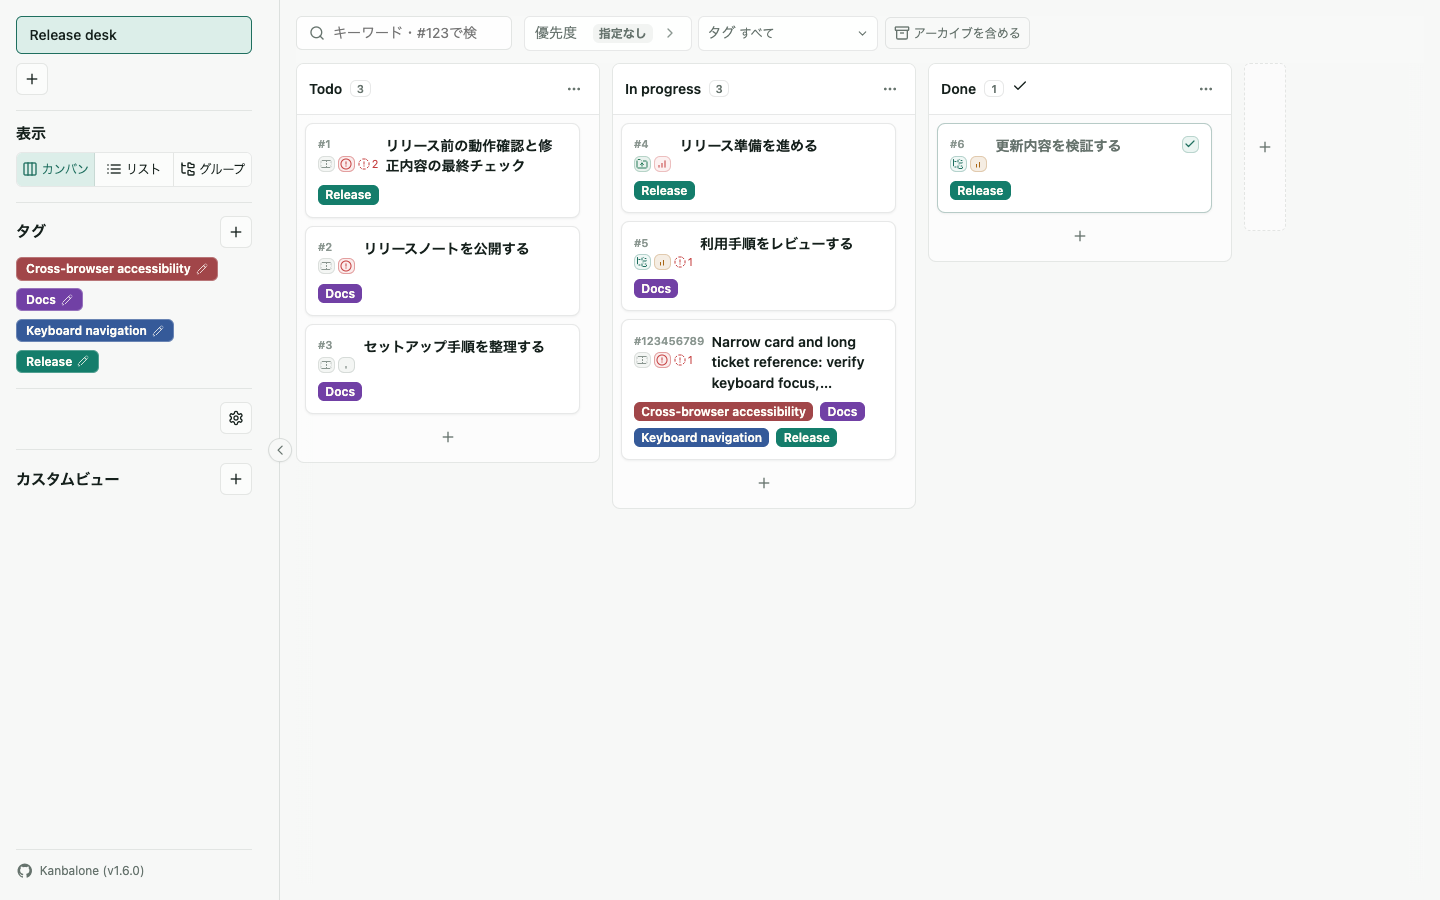 Release desk
表示
カンバン
リスト
グループ
タグ
Cross-browser accessibility
Docs
Keyboard navigation
Release
カスタムビュー
Kanbalone (v1.6.0)
キーワード・#123で検
優先度 指定なし
タグ すべて
アーカイブを含める
Todo 3
#1
リリース前の動作確認と修
正内容の最終チェック
2
Release
#2
リリースノートを公開する
Docs
#3
セットアップ手順を整理する
Docs
In progress 3
#4
リリース準備を進める
Release
#5
利用手順をレビューする
1
Docs
#123456789
Narrow card and long
ticket reference: verify
keyboard focus,...
1
Cross-browser accessibility Docs
Keyboard navigation Release
Done 1
#6
更新内容を検証する
Release